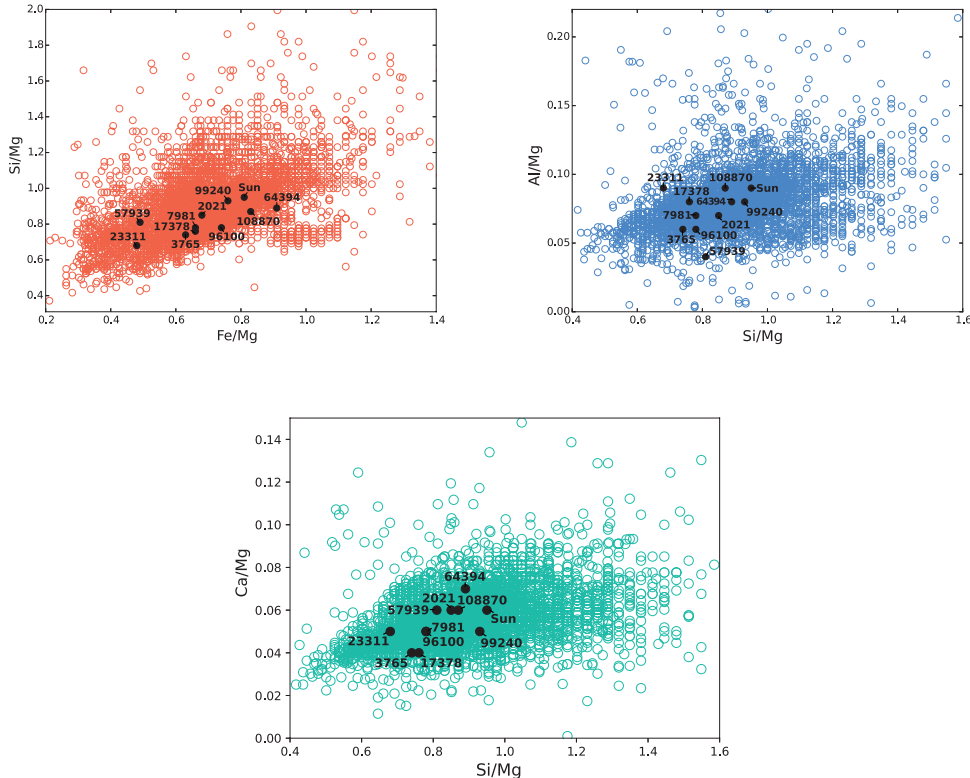 2.0
1.8
1.6
1.4
1.2
1.0
0.8
0.6
0.4
Si/Mg
0.2 0.4 0.6 0.8 1.0 1.2 1.4
Fe/Mg
99240 Sun 64394
57939 7981 2021
17378 108870
23311 3765 96100
0.20
0.15
0.10
0.05
0.00
Al/Mg
0.4 0.6 0.8 1.0 1.2 1.4 1.6
Si/Mg
23311 108870
17378 64394 Sun
7981 99240
3765 96100 2021
57939
0.14
0.12
0.10
0.08
0.06
0.04
0.02
0.00
Ca/Mg
0.4 0.6 0.8 1.0 1.2 1.4 1.6
Si/Mg
64394
2021 108870
57939
7981 Sun
23311 96100 99240
3765 17378